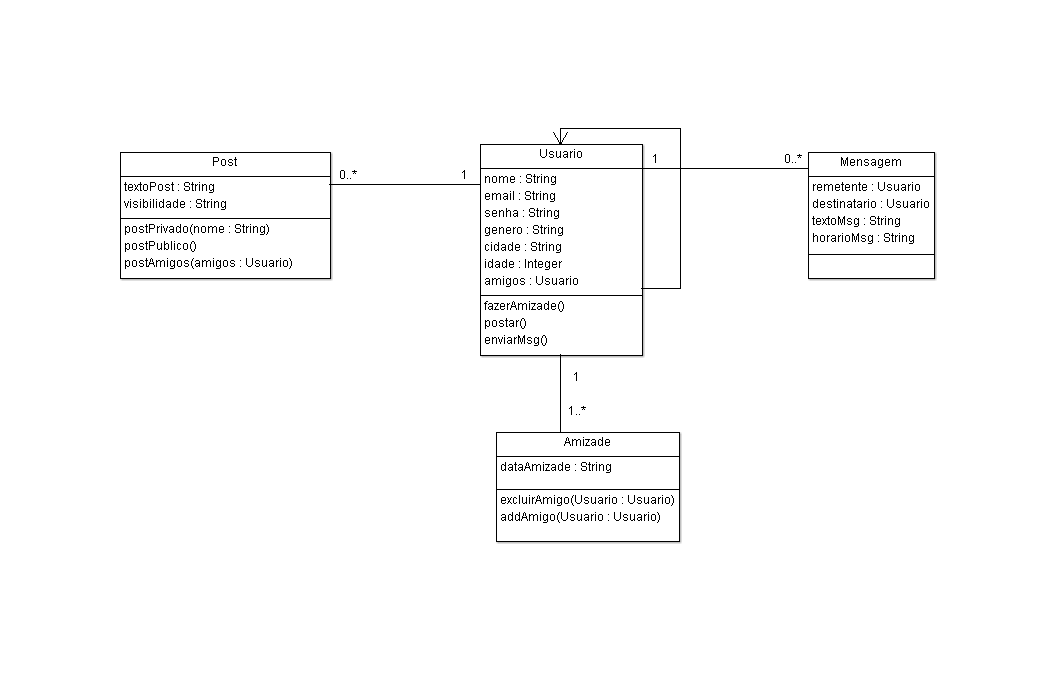 Post
textoPost : String
visibilidade : String
postPrivado(nome : String)
postPublico()
postAmigos(amigos : Usuario)
0..*
1
Usuario
nome : String
email : String
senha : String
genero : String
cidade : String
idade : Integer
amigos : Usuario
fazerAmizade()
postar()
enviarMsg()
1
0..*
Mensagem
remetente : Usuario
destinatario : Usuario
textoMsg : String
horarioMsg : String
1
1..*
Amizade
dataAmizade : String
excluirAmigo(Usuario : Usuario)
addAmigo(Usuario : Usuario)